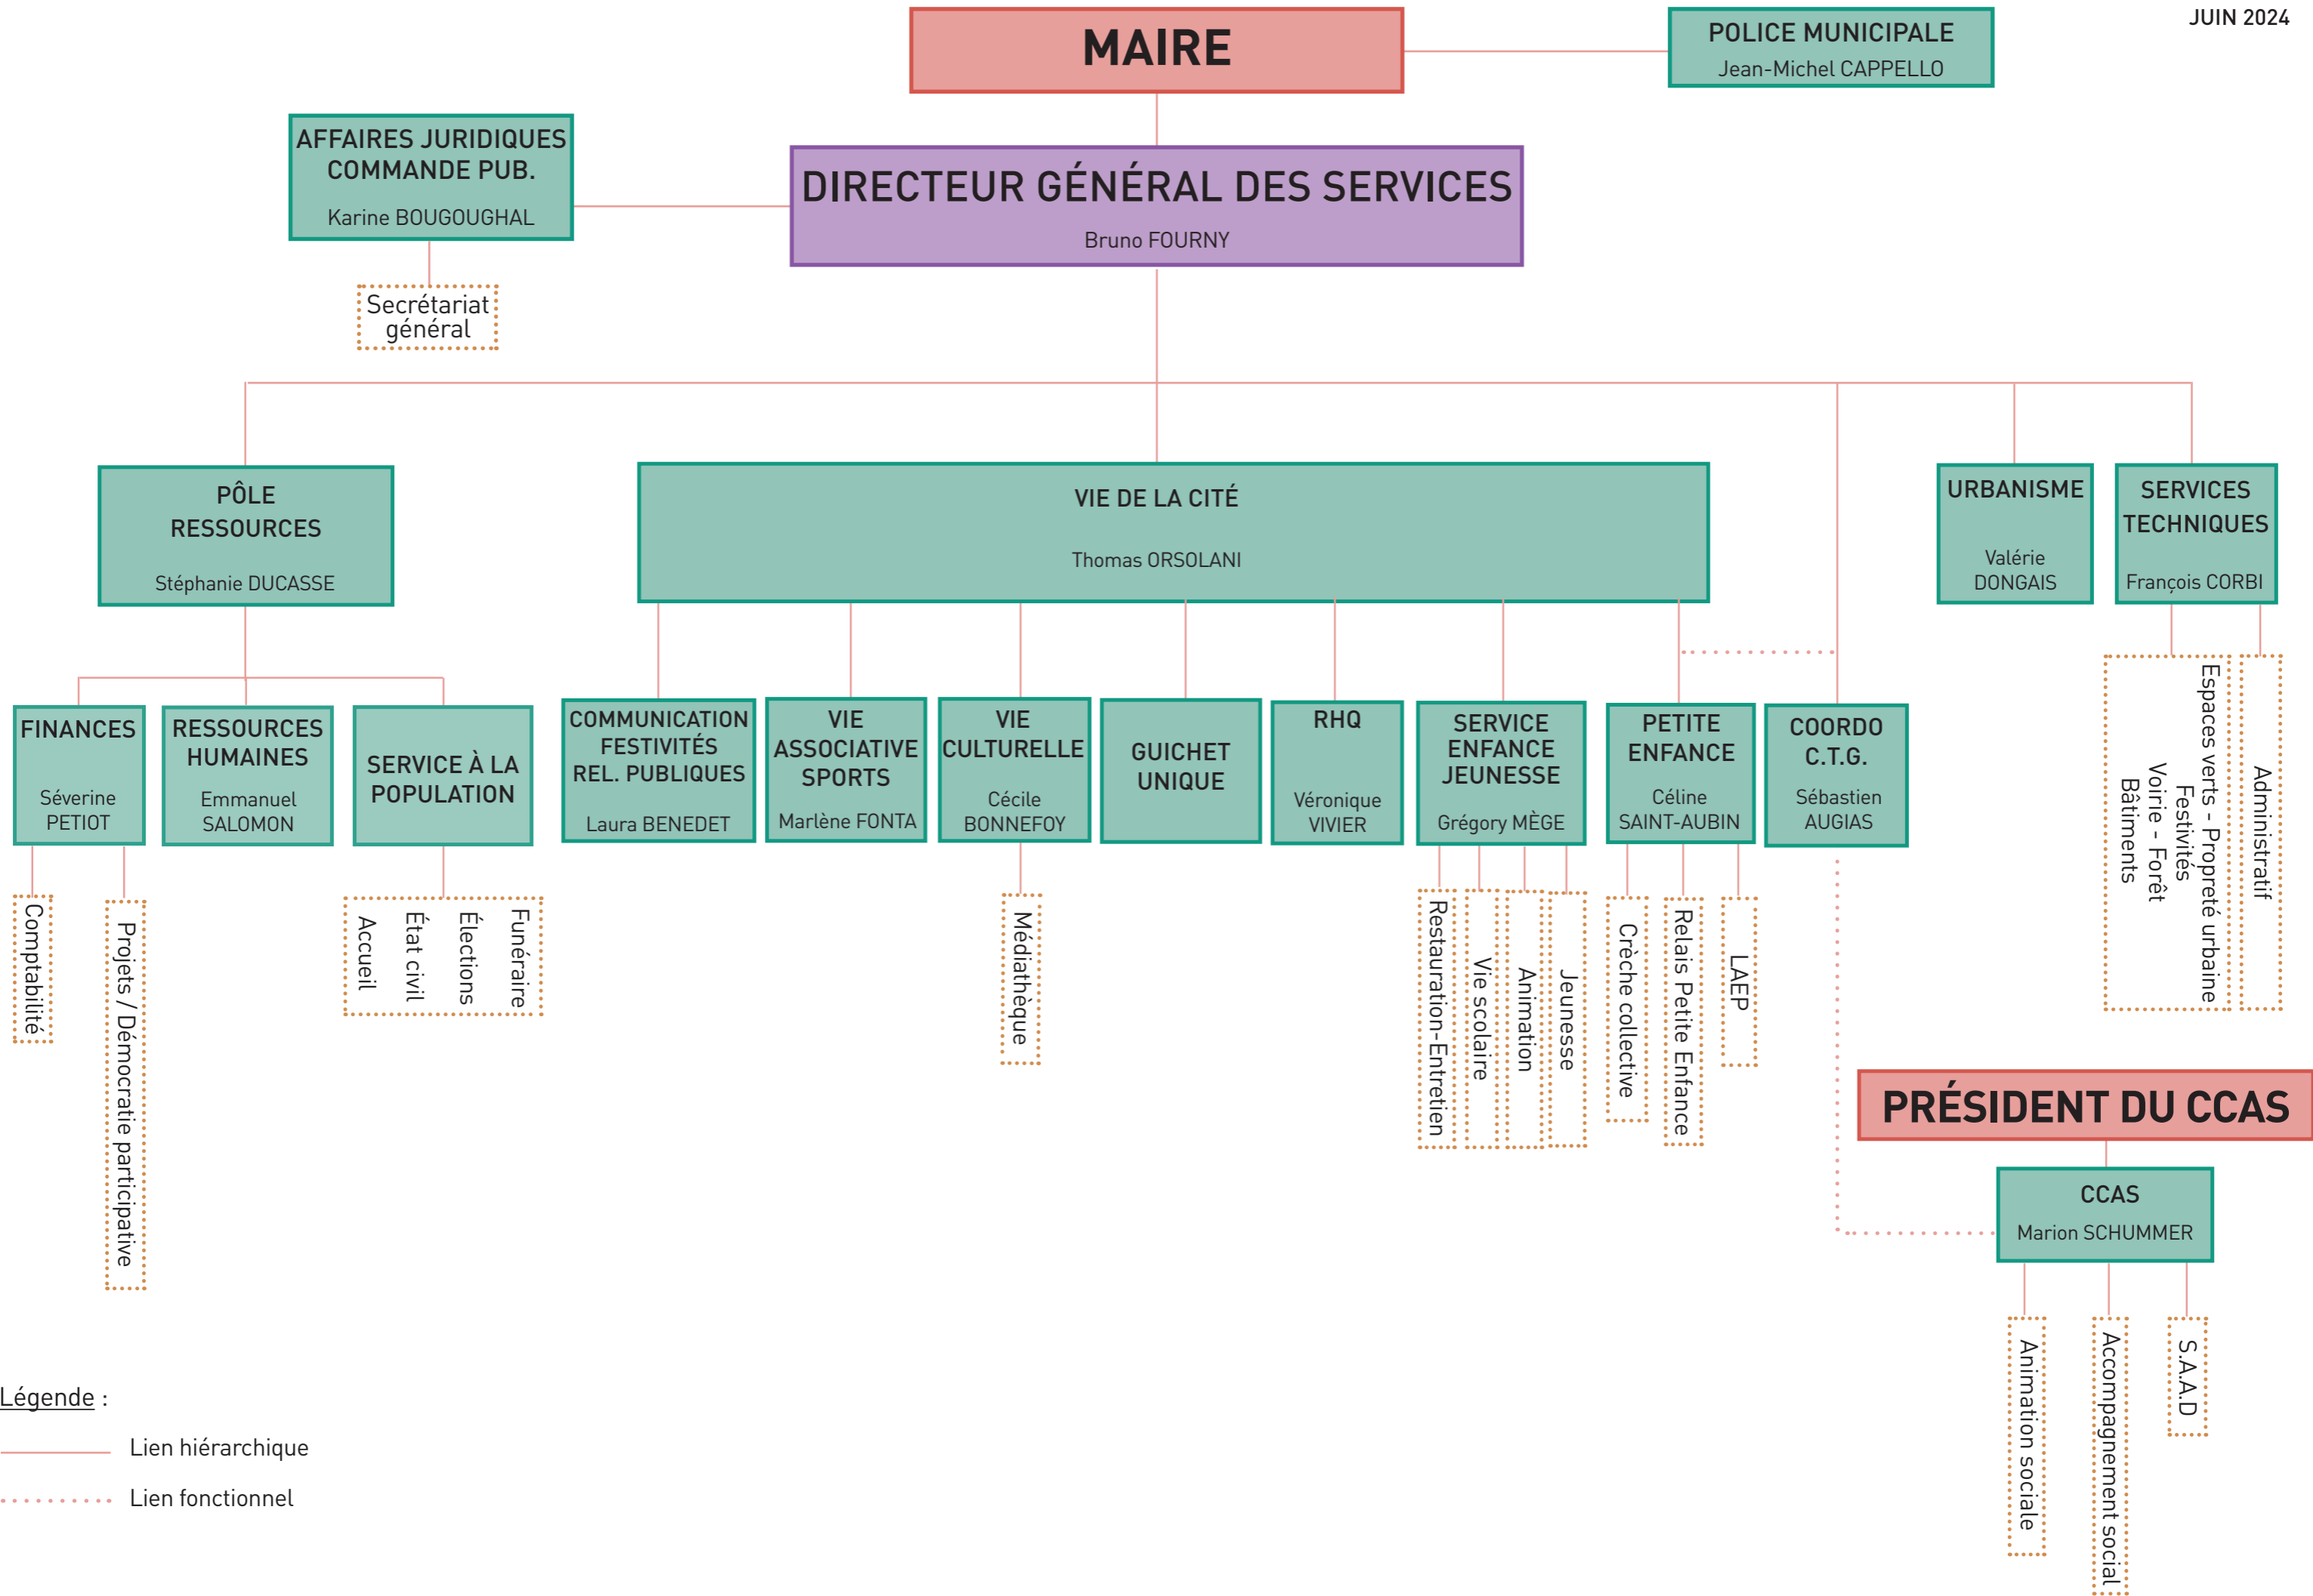 JUIN 2024
MAIRE
POLICE MUNICIPALE
Jean-Michel CAPPELLO
AFFAIRES JURIDIQUES
COMMANDE PUB.
Karine BOUGOUGHAL
DIRECTEUR GÉNÉRAL DES SERVICES
Bruno FOURNY
Secrétariat
général
PÔLE
RESSOURCES
Stéphanie DUCASSE
VIE DE LA CITÉ
Thomas ORSOLANI
URBANISME
Valérie
DONGAIS
SERVICES
TECHNIQUES
François CORBI
FINANCES
Séverine
PETIOT
RESSOURCES
HUMAINES
Emmanuel
SALOMON
SERVICE À LA
POPULATION
COMMUNICATION
FESTIVITÉS
REL. PUBLIQUES
Laura BENEDET
VIE
ASSOCIATIVE
SPORTS
Marlène FONTA
VIE
CULTURELLE
Cécile
BONNEFOY
GUICHET
UNIQUE
RHQ
Véronique
VIVIER
SERVICE
ENFANCE
JEUNESSE
Grégory MÈGE
PETITE
ENFANCE
Céline
SAINT-AUBIN
COORDO
C.T.G.
Sébastien
AUGIAS
Espaces verts - Propreté urbaine
Festivités
Voirie - Forêt
Bâtiments
Administratif
Comptabilité
Projets / Démocratie participative
Accueil
État civil
Élections
Funéraire
Médiathèque
Restauration-Entretien
Vie scolaire
Animation
Jeunesse
Crèche collective
Relais Petite Enfance
LAEP
PRÉSIDENT DU CCAS
CCAS
Marion SCHUMMER
Animation sociale
Accompagnement social
S.A.A.D
Légende :
Lien hiérarchique
Lien fonctionnel